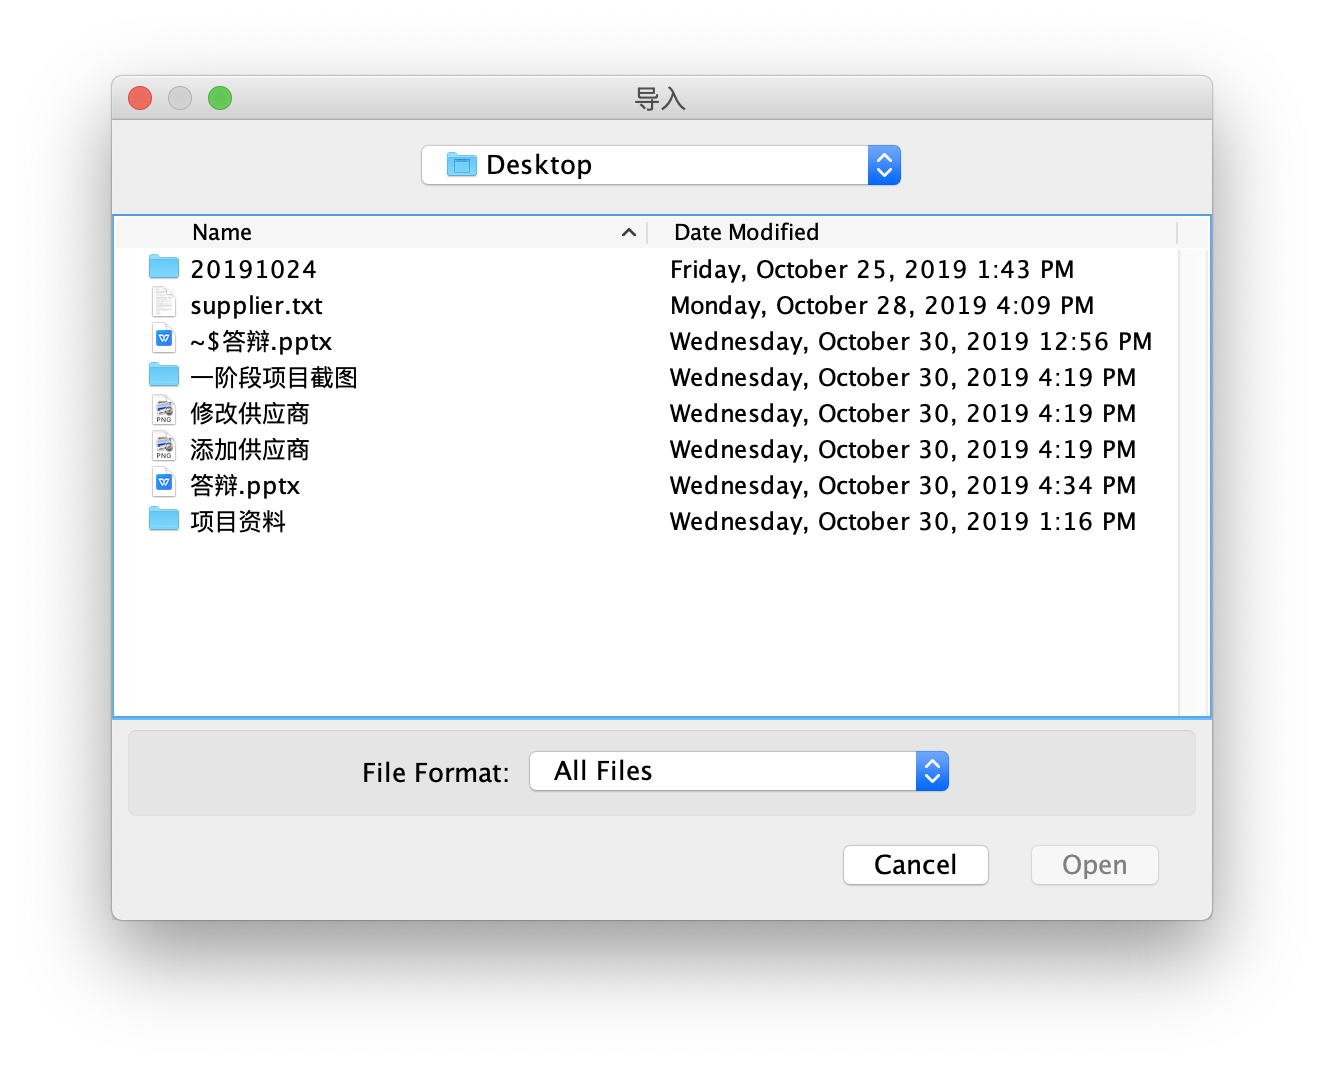 导入
Desktop
Name Date Modified
20191024 Friday, October 25, 2019 1:43 PM
supplier.txt Monday, October 28, 2019 4:09 PM
~$答辩.pptx Wednesday, October 30, 2019 12:56 PM
一阶段项目截图 Wednesday, October 30, 2019 4:19 PM
PNG 修改供应商 Wednesday, October 30, 2019 4:19 PM
PNG 添加供应商 Wednesday, October 30, 2019 4:19 PM
答辩.pptx Wednesday, October 30, 2019 4:34 PM
项目资料 Wednesday, October 30, 2019 1:16 PM
File Format: All Files
Cancel Open